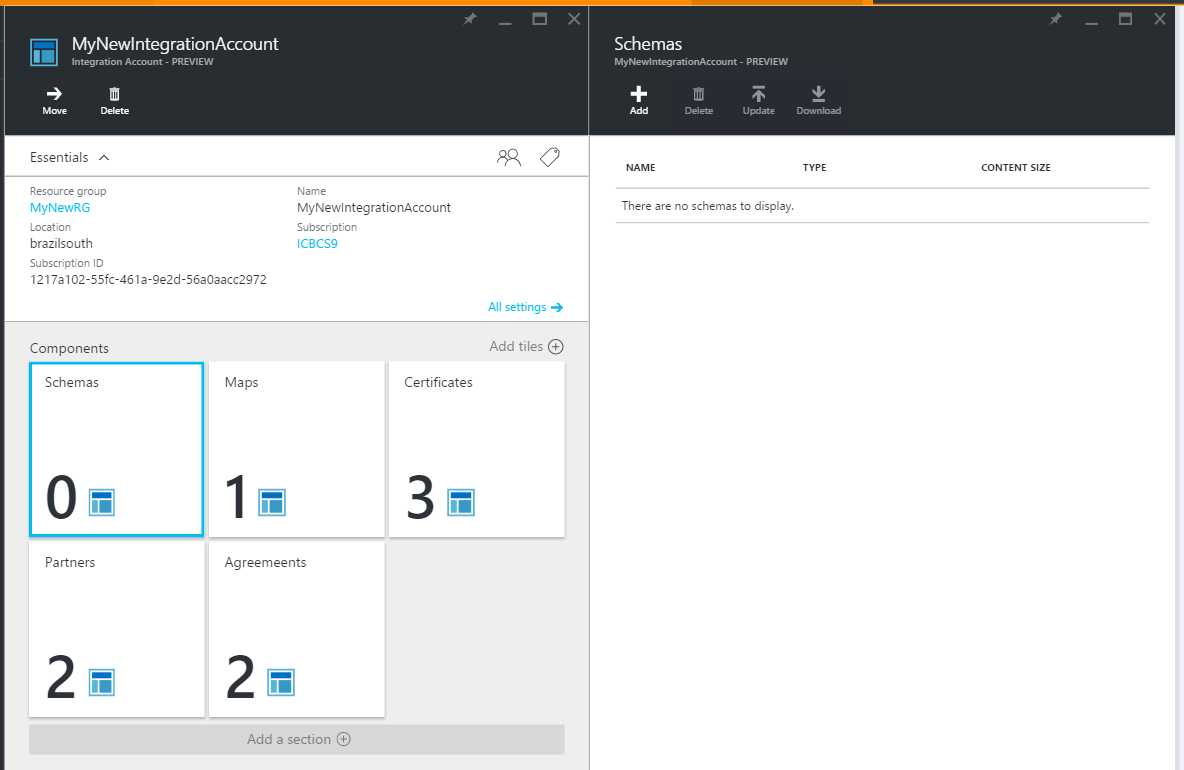 MyNewIntegrationAccount
Integration Account - PREVIEW
Move
Delete
Essentials
Resource group
MyNewRG
Name
MyNewIntegrationAccount
Location
brazilsouth
Subscription
ICBCS9
Subscription ID
1217a102-55fc-461a-9e2d-56a0aacc2972
All settings
Components
Add tiles
Schemas
0
Maps
1
Certificates
3
Partners
2
Agreemeents
2
Add a section
Schemas
MyNewIntegrationAccount - PREVIEW
Add
Delete
Update
Download
NAME TYPE CONTENT SIZE
There are no schemas to display.